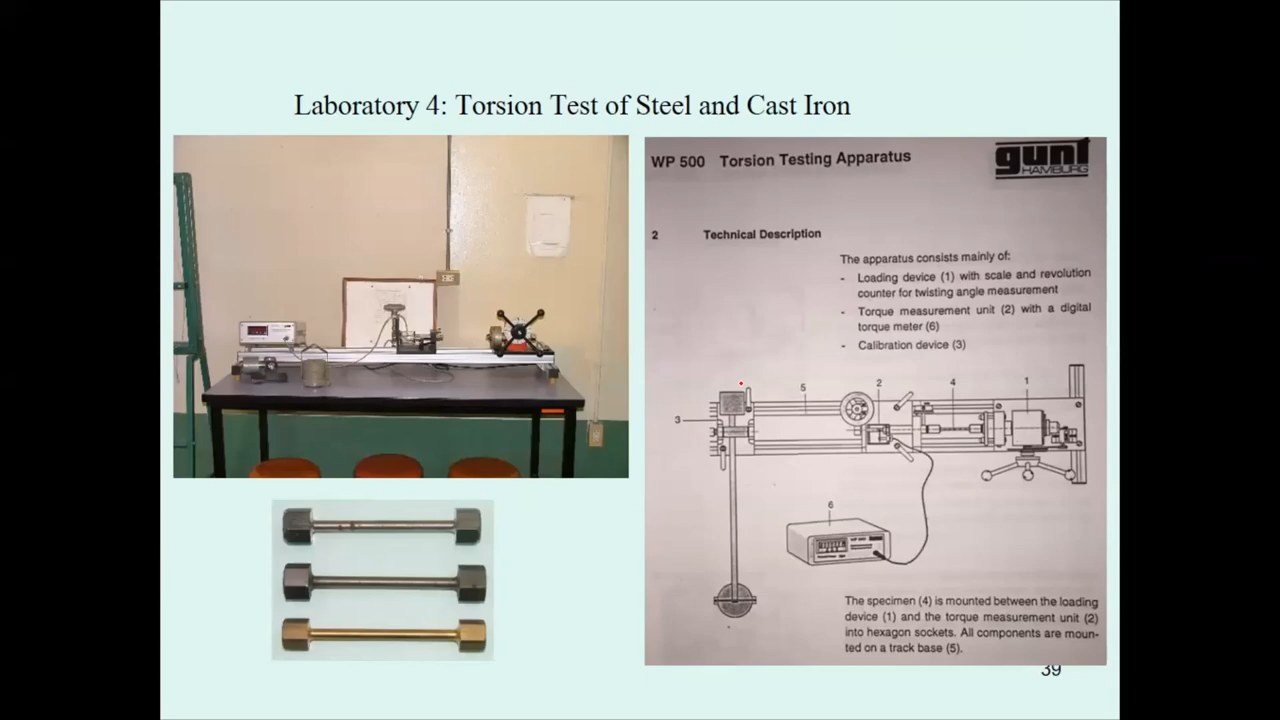 Laboratory 4: Torsion Test of Steel and Cast Iron
WP 500 Torsion Testing Apparatus
gunt
HAMBURG
2 Technical Description
The apparatus consists mainly of:
- Loading device (1) with scale and revolution
counter for twisting angle measurement
- Torque measurement unit (2) with a digital
torque meter (6)
- Calibration device (3)
5 2 4 1
3
6
The specimen (4) is mounted between the loading
device (1) and the torque measurement unit (2)
into hexagon sockets. All components are moun-
ted on a track base (5).
39